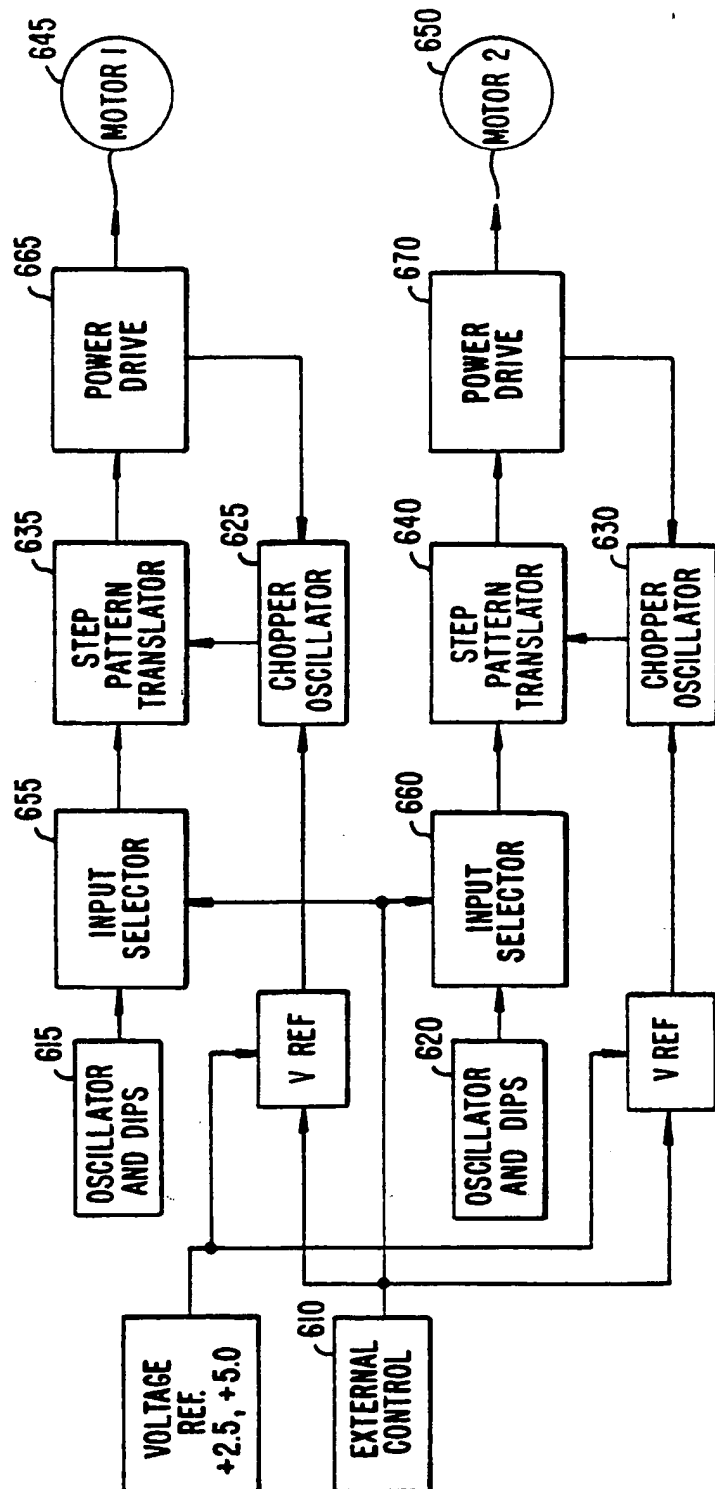 VOLTAGE
REF.
+2.5, +5.0
EXTERNAL
CONTROL
610
OSCILLATOR
AND DIPS
615
INPUT
SELECTOR
655
STEP
PATTERN
TRANSLATOR
635
POWER
DRIVE
665
MOTOR 1
645
V REF
CHOPPER
OSCILLATOR
625
OSCILLATOR
AND DIPS
620
INPUT
SELECTOR
660
STEP
PATTERN
TRANSLATOR
640
POWER
DRIVE
670
MOTOR 2
650
V REF
CHOPPER
OSCILLATOR
630